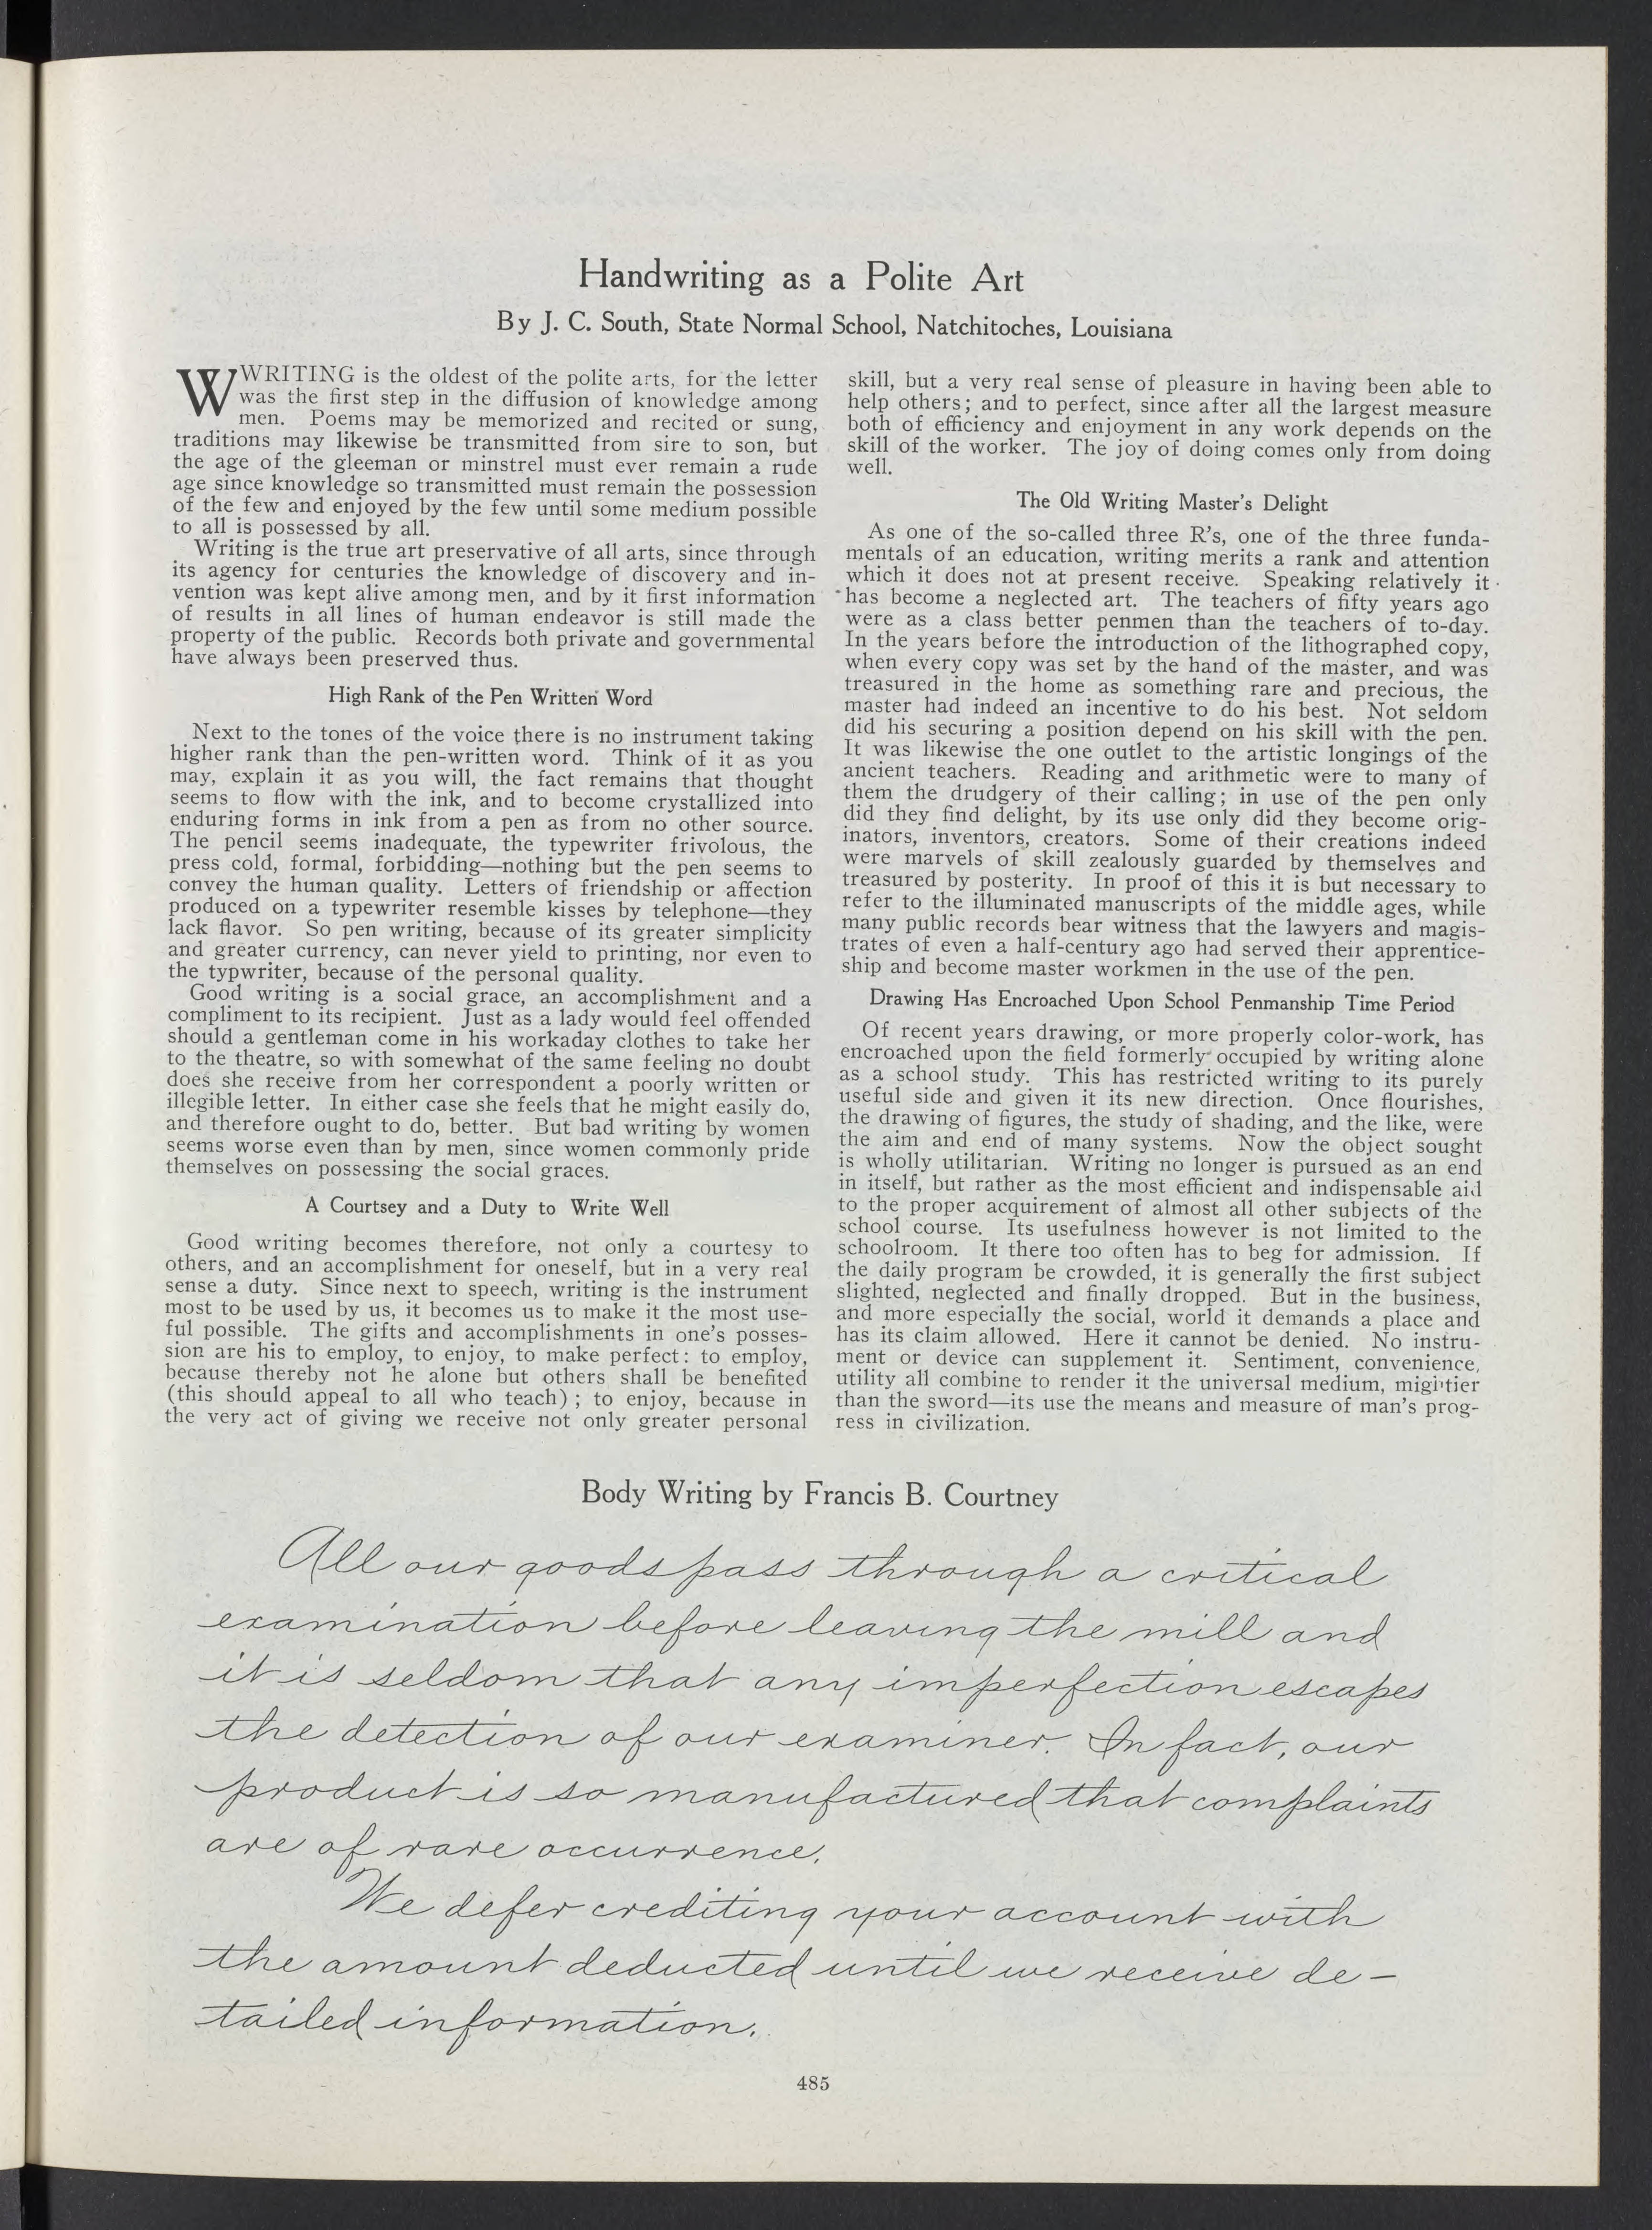 Handwriting as a Polite Art
By J. C. South, State Normal School, Natchitoches, Louisiana
WWRITING is the oldest of the polite arts, for the letter
was the first step in the diffusion of knowledge among
men. Poems may be memorized and recited or sung,
traditions may likewise be transmitted from sire to son, but
the age of the gleeman or minstrel must ever remain a rude
age since knowledge so transmitted must remain the possession
of the few and enjoyed by the few until some medium possible
to all is possessed by all.
Writing is the true art preservative of all arts, since through
its agency for centuries the knowledge of discovery and in-
vention was kept alive among men, and by it first information
of results in all lines of human endeavor is still made the
property of the public. Records both private and governmental
have always been preserved thus.
High Rank of the Pen Written Word
Next to the tones of the voice there is no instrument taking
higher rank than the pen-written word. Think of it as you
may, explain it as you will, the fact remains that thought
seems to flow with the ink, and to become crystallized into
enduring forms in ink from a pen as from no other source.
The pencil seems inadequate, the typewriter frivolous, the
press cold, formal, forbidding—nothing but the pen seems to
convey the human quality. Letters of friendship or affection
produced on a typewriter resemble kisses by telephone—they
lack flavor. So pen writing, because of its greater simplicity
and greater currency, can never yield to printing, nor even to
the typwriter, because of the personal quality.
Good writing is a social grace, an accomplishment and a
compliment to its recipient. Just as a lady would feel offended
should a gentleman come in his workaday clothes to take her
to the theatre, so with somewhat of the same feeling no doubt
does she receive from her correspondent a poorly written or
illegible letter. In either case she feels that he might easily do,
and therefore ought to do, better. But bad writing by women
seems worse even than by men, since women commonly pride
themselves on possessing the social graces.
A Courtsey and a Duty to Write Well
Good writing becomes therefore, not only a courtesy to
others, and an accomplishment for oneself, but in a very real
sense a duty. Since next to speech, writing is the instrument
most to be used by us, it becomes us to make it the most use-
ful possible. The gifts and accomplishments in one's posses-
sion are his to employ, to enjoy, to make perfect: to employ,
because thereby not he alone but others shall be benefited
(this should appeal to all who teach); to enjoy, because in
the very act of giving we receive not only greater personal
skill, but a very real sense of pleasure in having been able to
help others; and to perfect, since after all the largest measure
both of efficiency and enjoyment in any work depends on the
skill of the worker. The joy of doing comes only from doing
well.
The Old Writing Master's Delight
As one of the so-called three R's, one of the three funda-
mentals of an education, writing merits a rank and attention
which it does not at present receive. Speaking relatively it
has become a neglected art. The teachers of fifty years ago
were as a class better penmen than the teachers of to-day.
In the years before the introduction of the lithographed copy,
when every copy was set by the hand of the master, and was
treasured in the home as something rare and precious, the
master had indeed an incentive to do his best. Not seldom
did his securing a position depend on his skill with the pen.
It was likewise the one outlet to the artistic longings of the
ancient teachers. Reading and arithmetic were to many of
them the drudgery of their calling; in use of the pen only
did they find delight, by its use only did they become orig-
inators, inventors, creators. Some of their creations indeed
were marvels of skill zealously guarded by themselves and
treasured by posterity. In proof of this it is but necessary to
refer to the illuminated manuscripts of the middle ages, while
many public records bear witness that the lawyers and magis-
trates of even a half-century ago had served their apprentice-
ship and become master workmen in the use of the pen.
Drawing Has Encroached Upon School Penmanship Time Period
Of recent years drawing, or more properly color-work, has
encroached upon the field formerly occupied by writing alone
as a school study. This has restricted writing to its purely
useful side and given it its new direction. Once flourishes,
the drawing of figures, the study of shading, and the like, were
the aim and end of many systems. Now the object sought
is wholly utilitarian. Writing no longer is pursued as an end
in itself, but rather as the most efficient and indispensable aid
to the proper acquirement of almost all other subjects of the
school course. Its usefulness however is not limited to the
schoolroom. It there too often has to beg for admission. If
the daily program be crowded, it is generally the first subject
slighted, neglected and finally dropped. But in the business,
and more especially the social, world it demands a place and
has its claim allowed. Here it cannot be denied. No instru-
ment or device can supplement it. Sentiment, convenience,
utility all combine to render it the universal medium, mightier
than the sword—its use the means and measure of man's prog-
ress in civilization.
Body Writing by Francis B. Courtney
All our goods pass through a critical
examination before leaving the mill and
it is seldom that any imperfection escapes
the detection of our examiner. In fact, our
product is so manufactured that complaints
are of rare occurrence.
We defer crediting your account with
the amount deducted until we receive de-
tailed information.
485